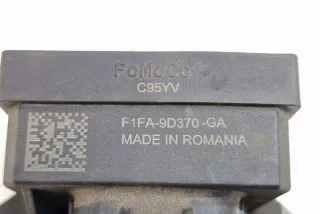 FoMoCo
C95YV
F1FA-9D370-GA
MADE IN ROMANIA